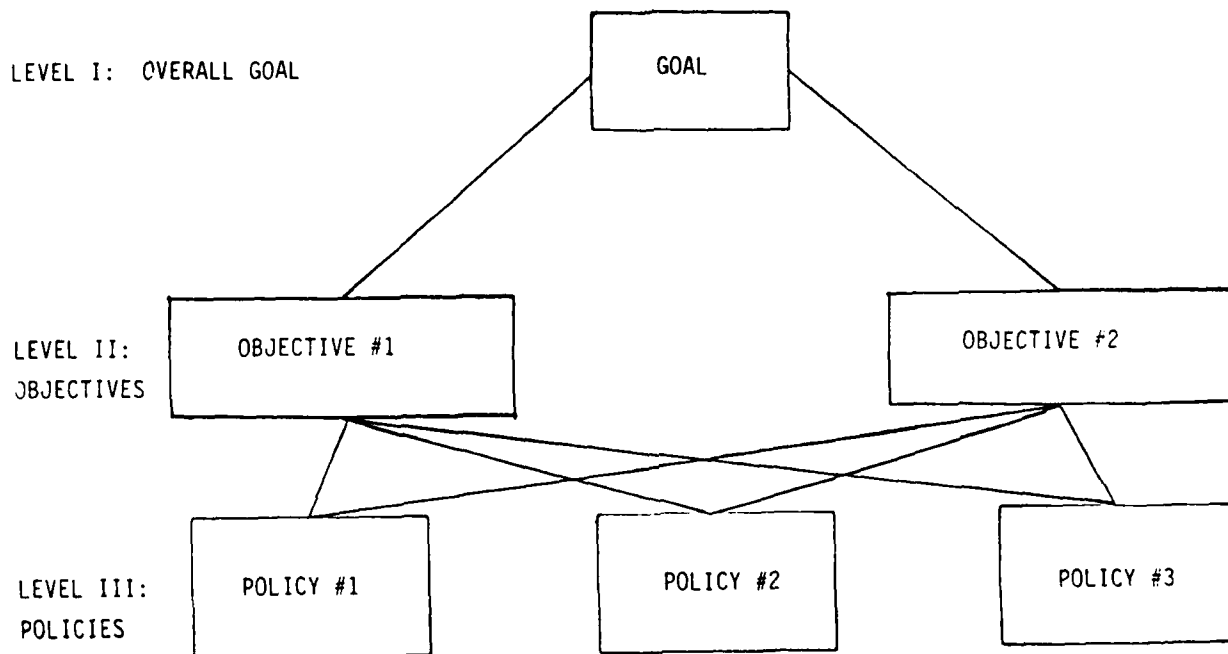 LEVEL I: OVERALL GOAL
GOAL
LEVEL II:
OBJECTIVES
OBJECTIVE #1
OBJECTIVE #2
LEVEL III:
POLICIES
POLICY #1
POLICY #2
POLICY #3